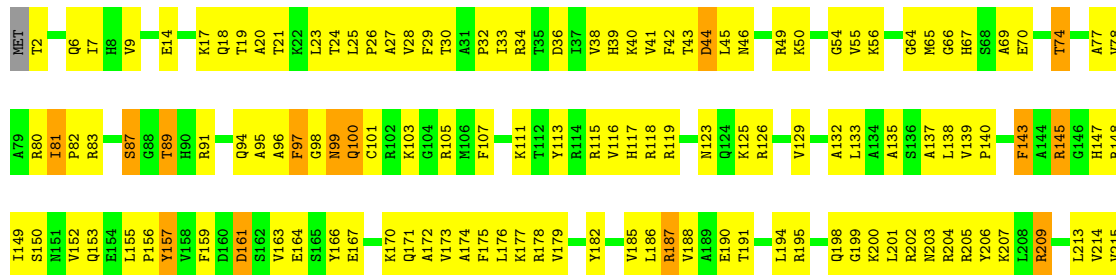 MET T2 Q6 I7 H8 V9 E14 K17 Q18 T19 A20 T21 K22 L23 T24 L25 P26 A27 V28 F29 T30 A31 P32 I33 R34 T35 D36 I37 V38 H39 K40 V41 F42 T43 D44 L45 N46 R49 K50 G54 V55 K56 G64 M65 G66 H67 S68 A69 E70 T74 A77 V78
A79 R80 I81 P82 R83 S87 G88 T89 H90 R91 Q94 A95 A96 F97 G98 N99 Q100 C101 R102 K103 G104 R105 M106 F107 K111 T112 Y113 R114 R115 V116 H117 R118 R119 N123 Q124 K125 R126 V129 A132 L133 A134 A135 S136 A137 L138 V139 P140 F143 A144 R145 G146 H147 R148
I149 S150 N151 V152 Q153 E154 L155 P156 Y157 V158 F159 D160 D161 S162 V163 E164 S165 Y166 E167 K170 Q171 A172 V173 A174 F175 L176 K177 R178 V179 Y182 V185 L186 R187 V188 A189 E190 T191 L194 R195 Q198 G199 K200 L201 R202 N203 R204 R205 Y206 K207 L208 R209 L213 V214